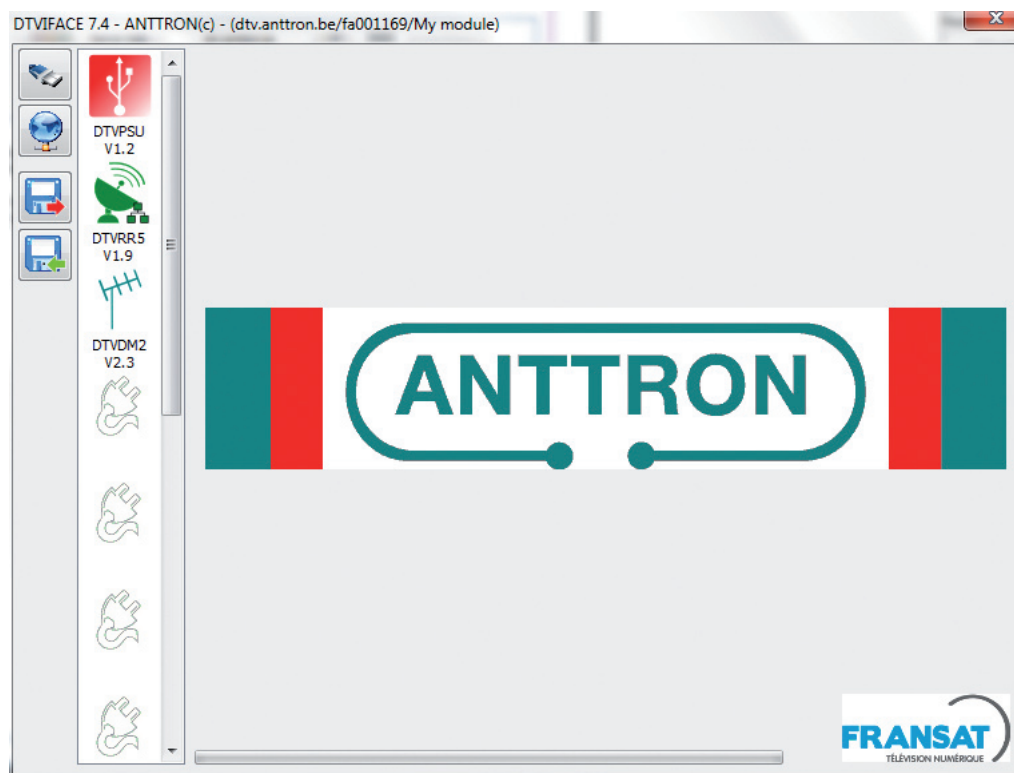 DTVIFACE 7.4 - ANTTRON(c) - (dtv.anttron.be/fa001169/My module)
DTVPSU
V1.2
DTVRR5
V1.9
DTVDM2
V2.3
ANTTRON
FRANSAT
TÉLÉVISION NUMÉRIQUE